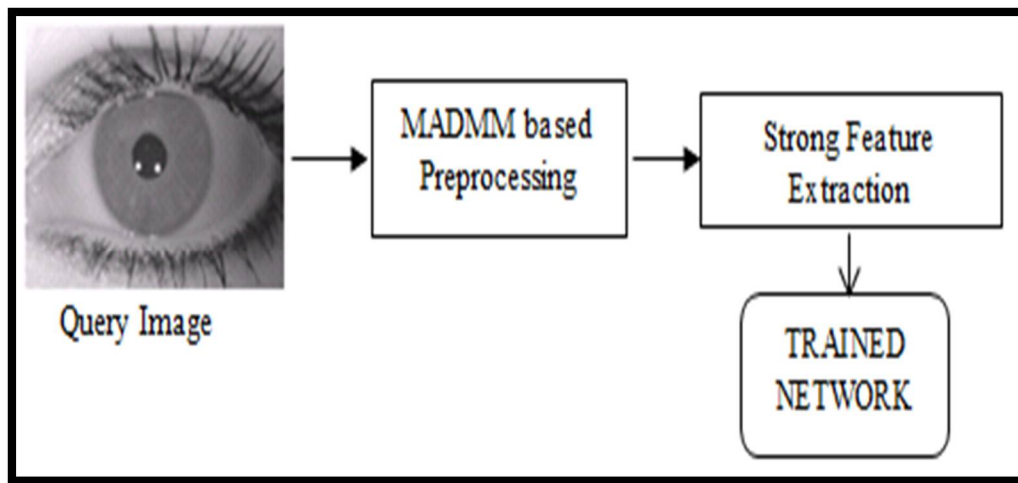 MADMM based
Preprocessing
Strong Feature
Extraction
Query Image
TRAINED
NETWORK